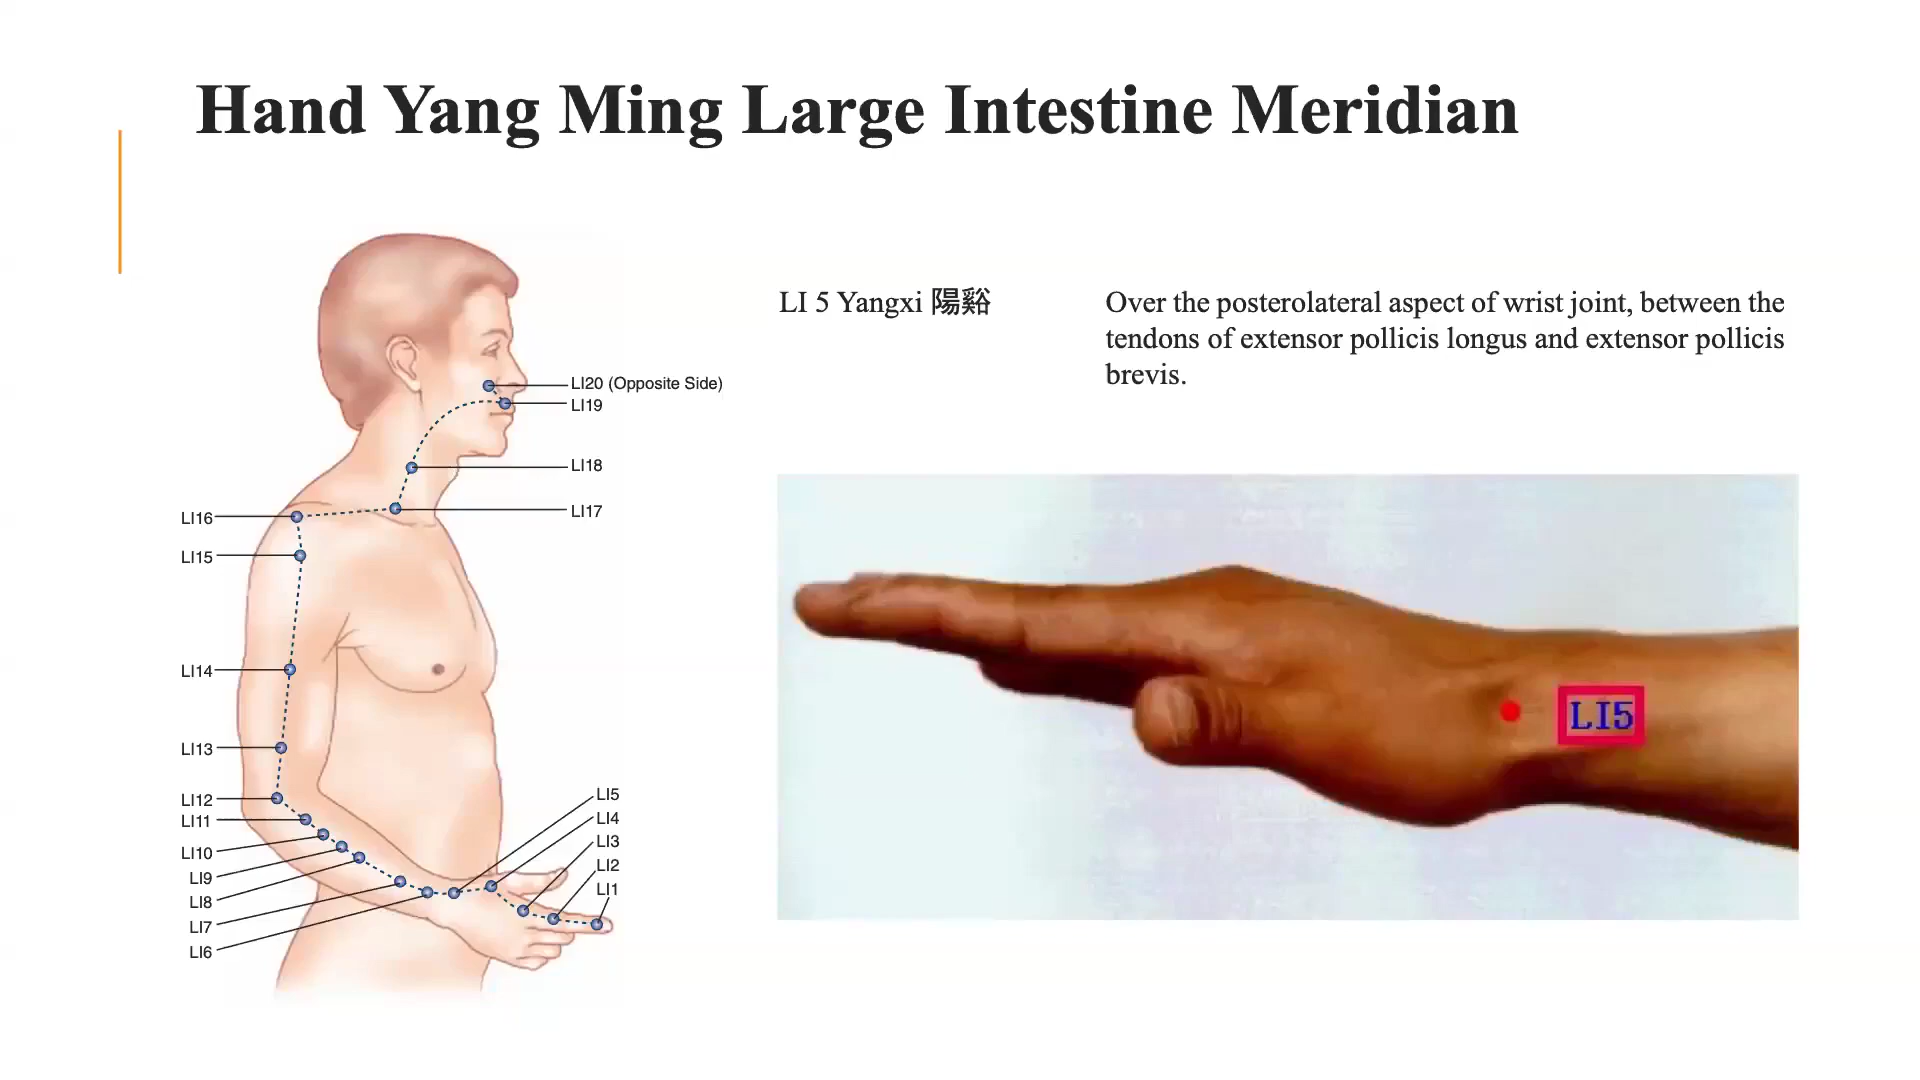 Hand Yang Ming Large Intestine Meridian
LI 5 Yangxi 陽谿
Over the posterolateral aspect of wrist joint, between the
tendons of extensor pollicis longus and extensor pollicis
brevis.
LI20 (Opposite Side)
LI19
LI18
LI17
LI16
LI15
LI14
LI13
LI12
LI11
LI10
LI9
LI8
LI7
LI6
LI5
LI4
LI3
LI2
LI1
LI5